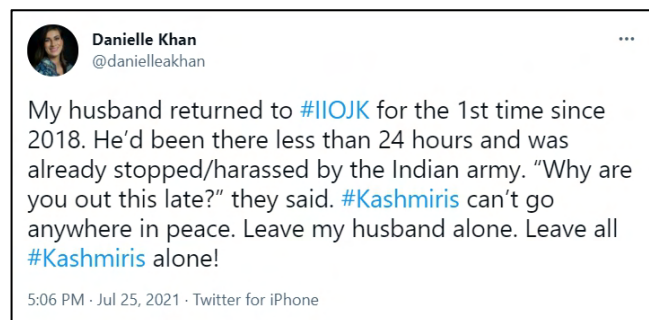 Danielle Khan
@danielleakhan
My husband returned to #IIOJK for the 1st time since
2018. He’d been there less than 24 hours and was
already stopped/harassed by the Indian army. “Why are
you out this late?” they said. #Kashmiris can’t go
anywhere in peace. Leave my husband alone. Leave all
#Kashmiris alone!
5:06 PM · Jul 25, 2021 · Twitter for iPhone